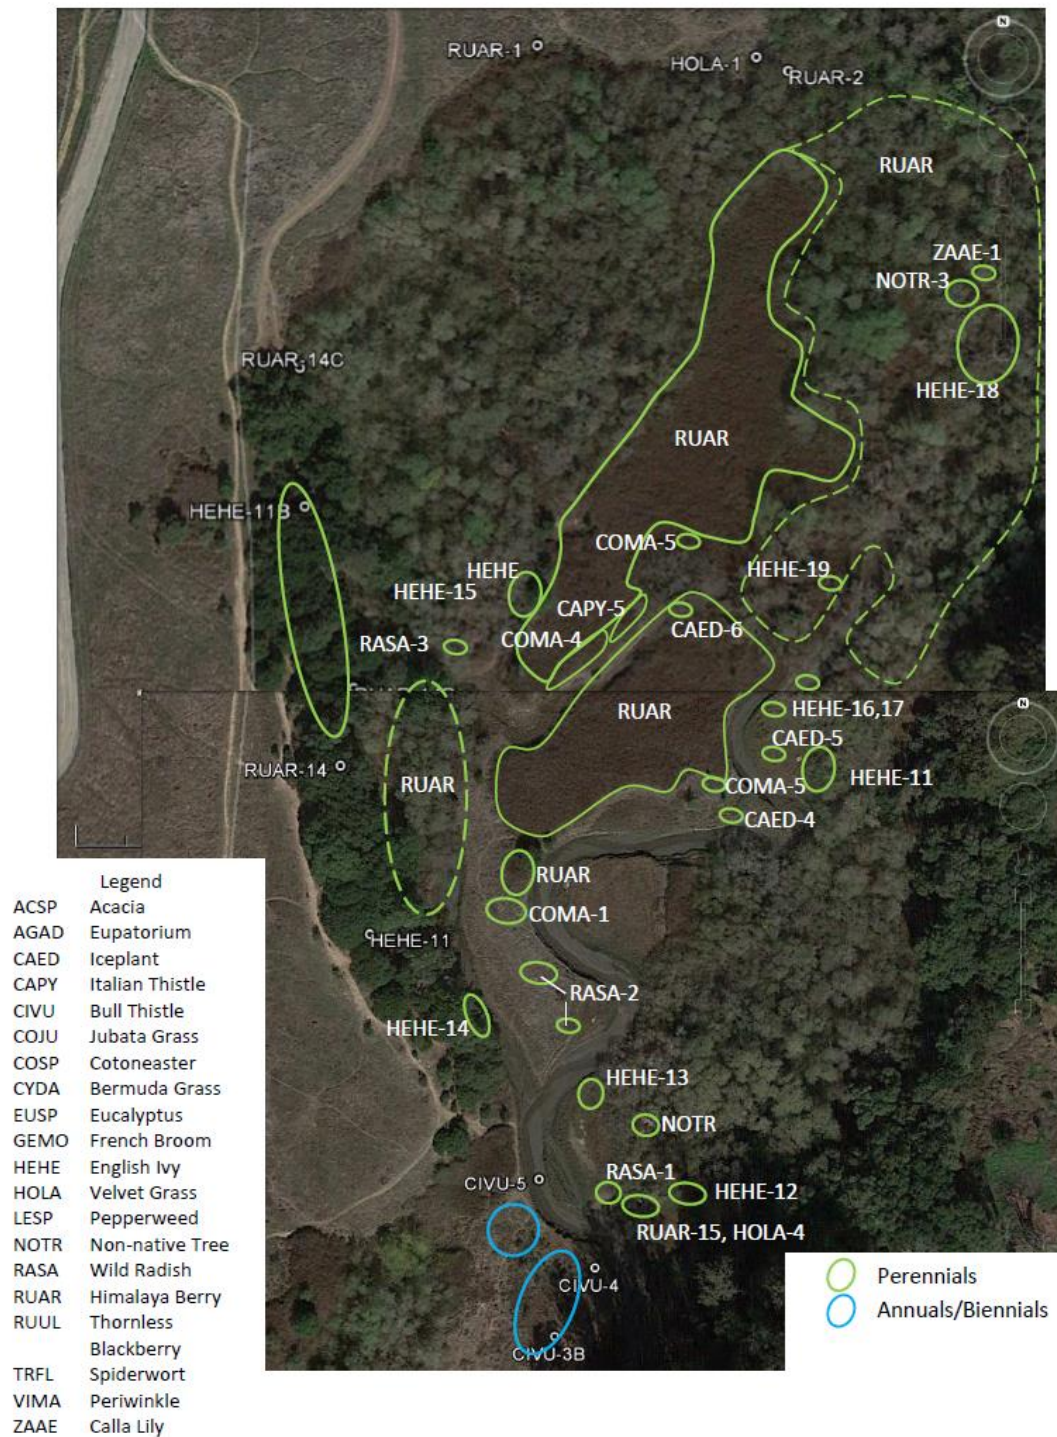 N
RUAR-1
HOLA-1
RUAR-2
RUAR
ZAAE-1
NOTR-3
RUAR-14C
HEHE-18
RUAR
HEHE-11B
COMA-5
HEHE
HEHE-19
HEHE-15
CAPY-5
CAED-6
RASA-3
COMA-4
N
RUAR
HEHE-16,17
CAED-5
RUAR-14
RUAR
HEHE-11
COMA-5
CAED-4
RUAR
COMA-1
HEHE-11
RASA-2
HEHE-14
HEHE-13
NOTR
RASA-1
CIVU-5
HEHE-12
RUAR-15, HOLA-4
CIVU-4
CIVU-3B
Legend
ACSP Acacia
AGAD Eupatorium
CAED Iceplant
CAPY Italian Thistle
CIVU Bull Thistle
COJU Jubata Grass
COSP Cotoneaster
CYDA Bermuda Grass
EUSP Eucalyptus
GEMO French Broom
HEHE English Ivy
HOLA Velvet Grass
LESP Pepperweed
NOTR Non-native Tree
RASA Wild Radish
RUAR Himalaya Berry
RUUL Thornless
Blackberry
TRFL Spiderwort
VIMA Periwinkle
ZAAE Calla Lily
Perennials
Annuals/Biennials